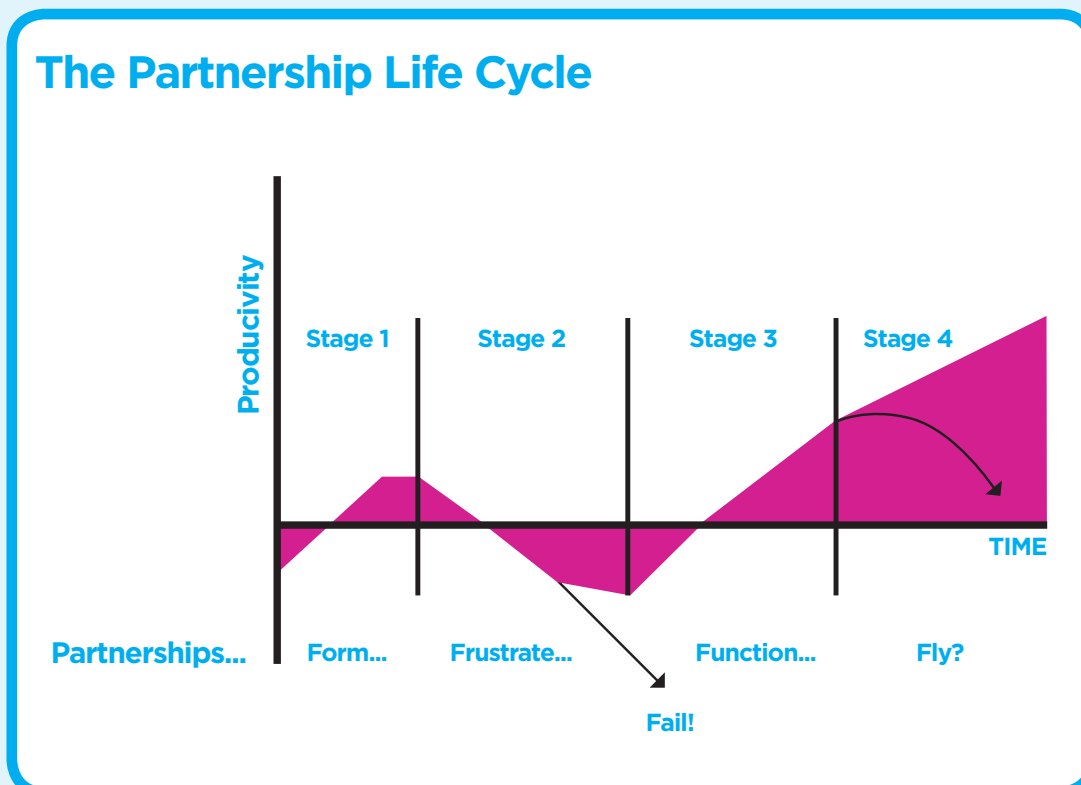 The Partnership Life Cycle
Producivity
Stage 1
Stage 2
Stage 3
Stage 4
TIME
Partnerships...
Form...
Frustrate...
Function...
Fly?
Fail!